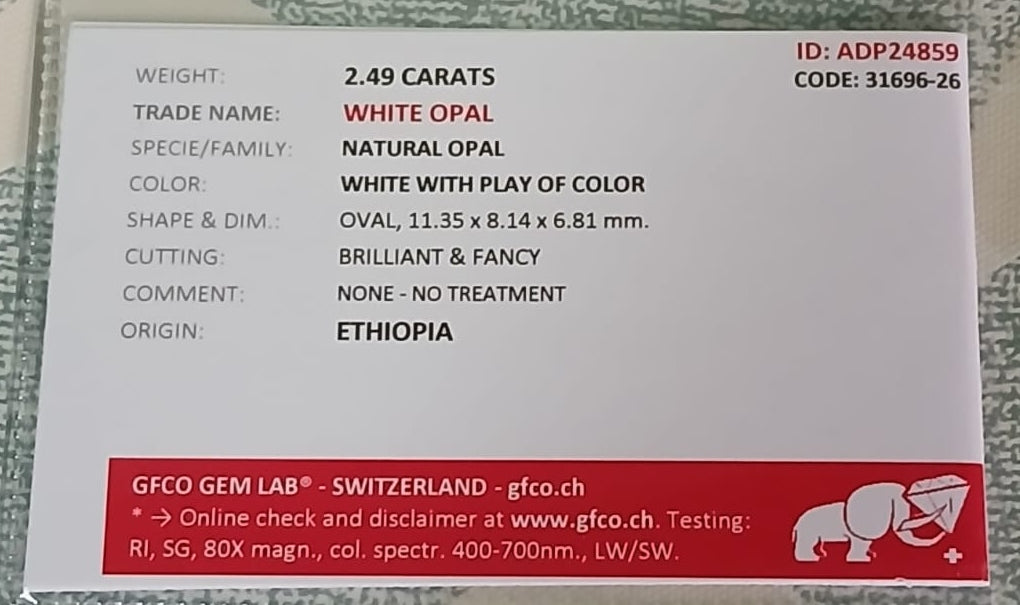 ID: ADP24859
CODE: 31696-26
WEIGHT: 2.49 CARATS
TRADE NAME: WHITE OPAL
SPECIE/FAMILY: NATURAL OPAL
COLOR: WHITE WITH PLAY OF COLOR
SHAPE & DIM.: OVAL, 11.35 x 8.14 x 6.81 mm.
CUTTING: BRILLIANT & FANCY
COMMENT: NONE - NO TREATMENT
ORIGIN: ETHIOPIA
GFCO GEM LAB® - SWITZERLAND - gfco.ch
* → Online check and disclaimer at www.gfco.ch. Testing:
RI, SG, 80X magn., col. spectr. 400-700nm., LW/SW.